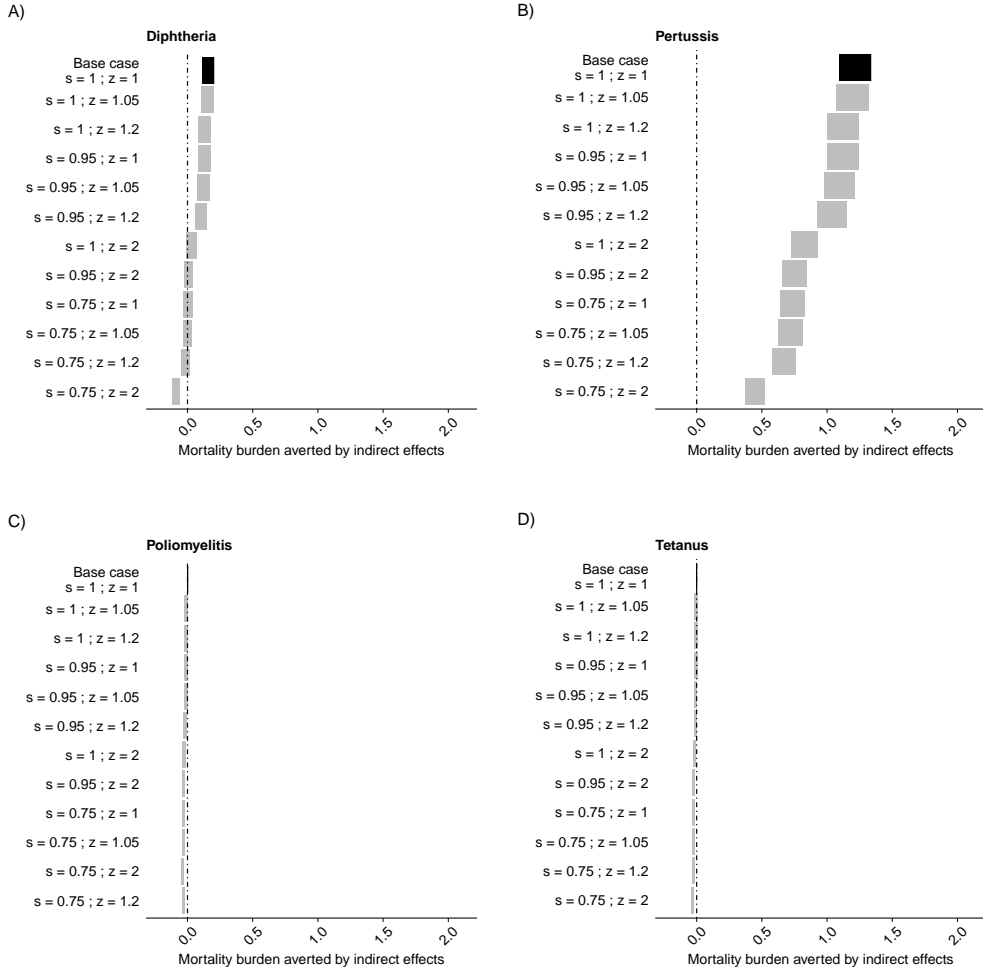 A)
Diphtheria
Base case
s = 1 ; z = 1
s = 1 ; z = 1.05
s = 1 ; z = 1.2
s = 0.95 ; z = 1
s = 0.95 ; z = 1.05
s = 0.95 ; z = 1.2
s = 1 ; z = 2
s = 0.95 ; z = 2
s = 0.75 ; z = 1
s = 0.75 ; z = 1.05
s = 0.75 ; z = 1.2
s = 0.75 ; z = 2
0.0 0.5 1.0 1.5 2.0
Mortality burden averted by indirect effects
B)
Pertussis
Base case
s = 1 ; z = 1
s = 1 ; z = 1.05
s = 1 ; z = 1.2
s = 0.95 ; z = 1
s = 0.95 ; z = 1.05
s = 0.95 ; z = 1.2
s = 1 ; z = 2
s = 0.95 ; z = 2
s = 0.75 ; z = 1
s = 0.75 ; z = 1.05
s = 0.75 ; z = 1.2
s = 0.75 ; z = 2
0.0 0.5 1.0 1.5 2.0
Mortality burden averted by indirect effects
C)
Poliomyelitis
Base case
s = 1 ; z = 1
s = 1 ; z = 1.05
s = 1 ; z = 1.2
s = 0.95 ; z = 1
s = 0.95 ; z = 1.05
s = 0.95 ; z = 1.2
s = 1 ; z = 2
s = 0.95 ; z = 2
s = 0.75 ; z = 1
s = 0.75 ; z = 1.05
s = 0.75 ; z = 2
s = 0.75 ; z = 1.2
0.0 0.5 1.0 1.5 2.0
Mortality burden averted by indirect effects
D)
Tetanus
Base case
s = 1 ; z = 1
s = 1 ; z = 1.05
s = 1 ; z = 1.2
s = 0.95 ; z = 1
s = 0.95 ; z = 1.05
s = 0.95 ; z = 1.2
s = 1 ; z = 2
s = 0.95 ; z = 2
s = 0.75 ; z = 1
s = 0.75 ; z = 1.05
s = 0.75 ; z = 1.2
s = 0.75 ; z = 2
0.0 0.5 1.0 1.5 2.0
Mortality burden averted by indirect effects